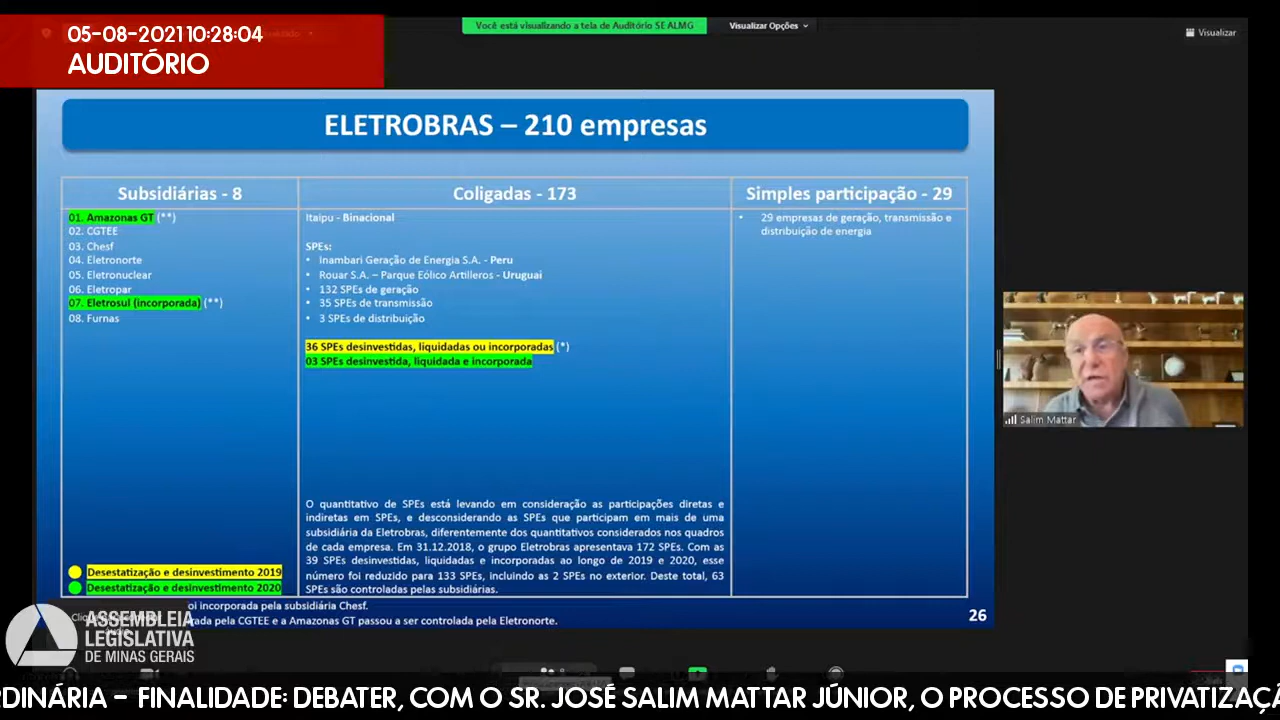 05-08-2021 10:28:04
AUDITÓRIO
Você está visualizando a tela de Auditório SE ALMG
Visualizar Opções
Visualizar
ELETROBRAS – 210 empresas
Subsidiárias - 8
01. Amazonas GT (**)
02. CGTEE
03. Chesf
04. Eletronorte
05. Eletronuclear
06. Eletropar
07. Eletrosul (incorporada) (**)
08. Furnas
Desestatização e desinvestimento 2019
Desestatização e desinvestimento 2020
Coligadas - 173
Itaipu - Binacional
SPEs:
• Inambari Geração de Energia S.A. - Peru
• Rouar S.A. – Parque Eólico Artilleros - Uruguai
• 132 SPEs de geração
• 35 SPEs de transmissão
• 3 SPEs de distribuição
36 SPEs desinvestidas, liquidadas ou incorporadas (*)
03 SPEs desinvestida, liquidada e incorporada
O quantitativo de SPEs está levando em consideração as participações diretas e
indiretas em SPEs, e desconsiderando as SPEs que participam em mais de uma
subsidiária da Eletrobras, diferentemente dos quantitativos considerados nos quadros
de cada empresa. Em 31.12.2018, o grupo Eletrobras apresentava 172 SPEs. Com as
39 SPEs desinvestidas, liquidadas e incorporadas ao longo de 2019 e 2020, esse
número foi reduzido para 133 SPEs, incluindo as 2 SPEs no exterior. Deste total, 63
SPEs são controladas pelas subsidiárias.
Simples participação - 29
• 29 empresas de geração, transmissão e
distribuição de energia
Salim Mattar
oi incorporada pela subsidiária Chesf.
rada pela CGTEE e a Amazonas GT passou a ser controlada pela Eletronorte.
26
ASSEMBLEIA
LEGISLATIVA
DE MINAS GERAIS
RDINÁRIA – FINALIDADE: DEBATER, COM O SR. JOSÉ SALIM MATTAR JÚNIOR, O PROCESSO DE PRIVATIZAÇÃ